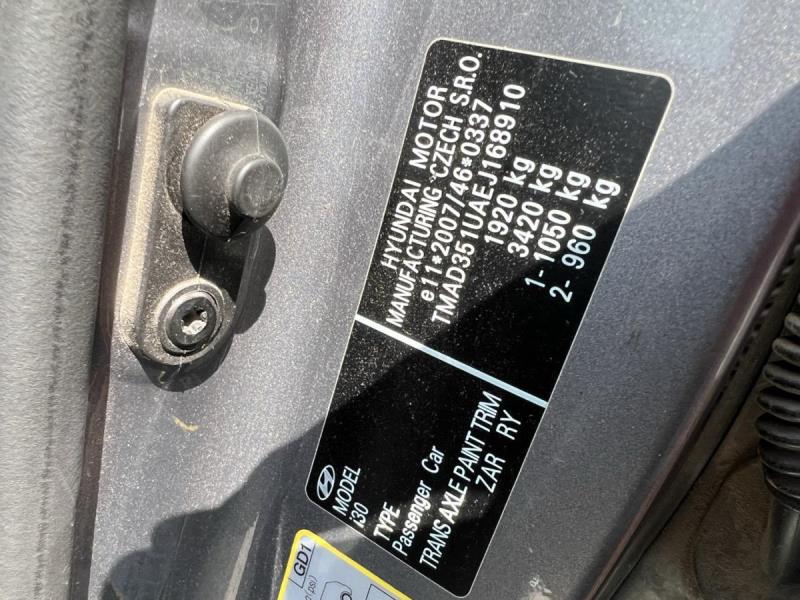 HYUNDAI MOTOR
MANUFACTURING CZECH S.R.O.
e11*2007/46*0337
TMAD351UAEJ168910
1920 kg
3420 kg
1- 1050 kg
2- 960 kg
MODEL
i30
TYPE
Passenger Car
TRANS AXLE PAINT TRIM
ZAR RY
GD1
psi)